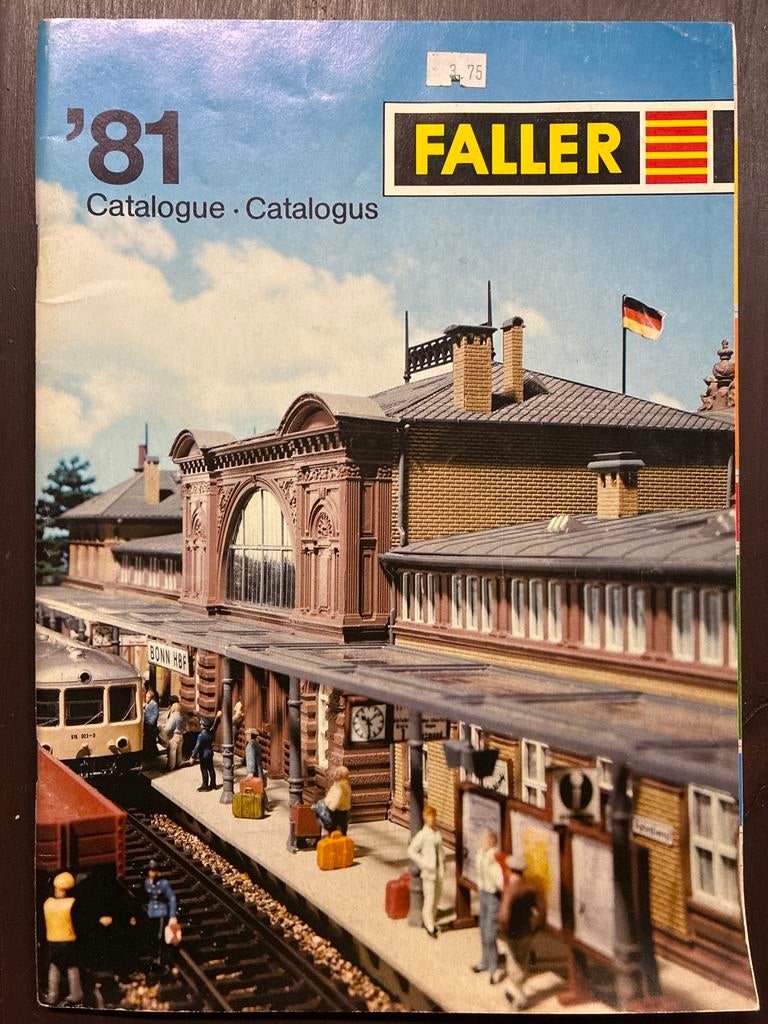 3.75
'81
FALLER
Catalogue · Catalogus
BONN HBF